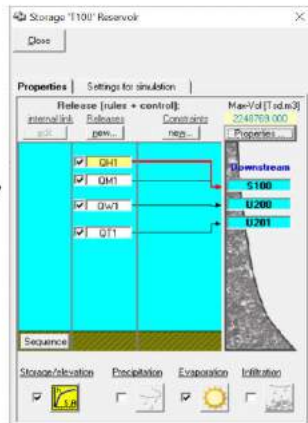 Storage 'T100' Reservoir
Close
Properties
Settings for simulation
Release (rules + control):
Max-Vol [Tsd.m3]
internal link
Releases
Constraints
2248769.000
edit
new...
new...
Properties ...
Downstream
QH1
S100
QM1
QW1
U200
QT1
U201
Sequence
Storage/elevation
Precipitation
Evaporation
Infiltration